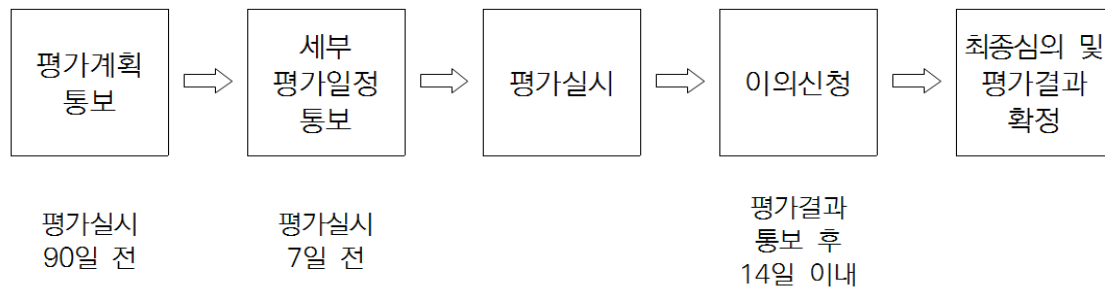 평가계획
통보
세부
평가일정
통보
평가실시
이의신청
최종심의 및
평가결과
확정
평가실시
90일 전
평가실시
7일 전
평가결과
통보 후
14일 이내